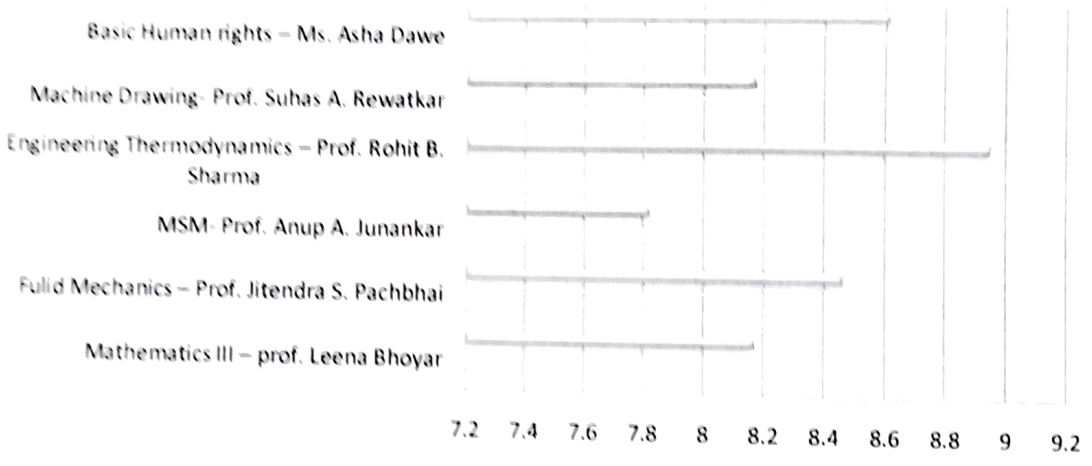 Basic Human rights – Ms. Asha Dawe
Machine Drawing- Prof. Suhas A. Rewatkar
Engineering Thermodynamics – Prof. Rohit B.
Sharma
MSM- Prof. Anup A. Junankar
Fulid Mechanics – Prof. Jitendra S. Pachbhai
Mathematics III – prof. Leena Bhoyar
7.2 7.4 7.6 7.8 8 8.2 8.4 8.6 8.8 9 9.2